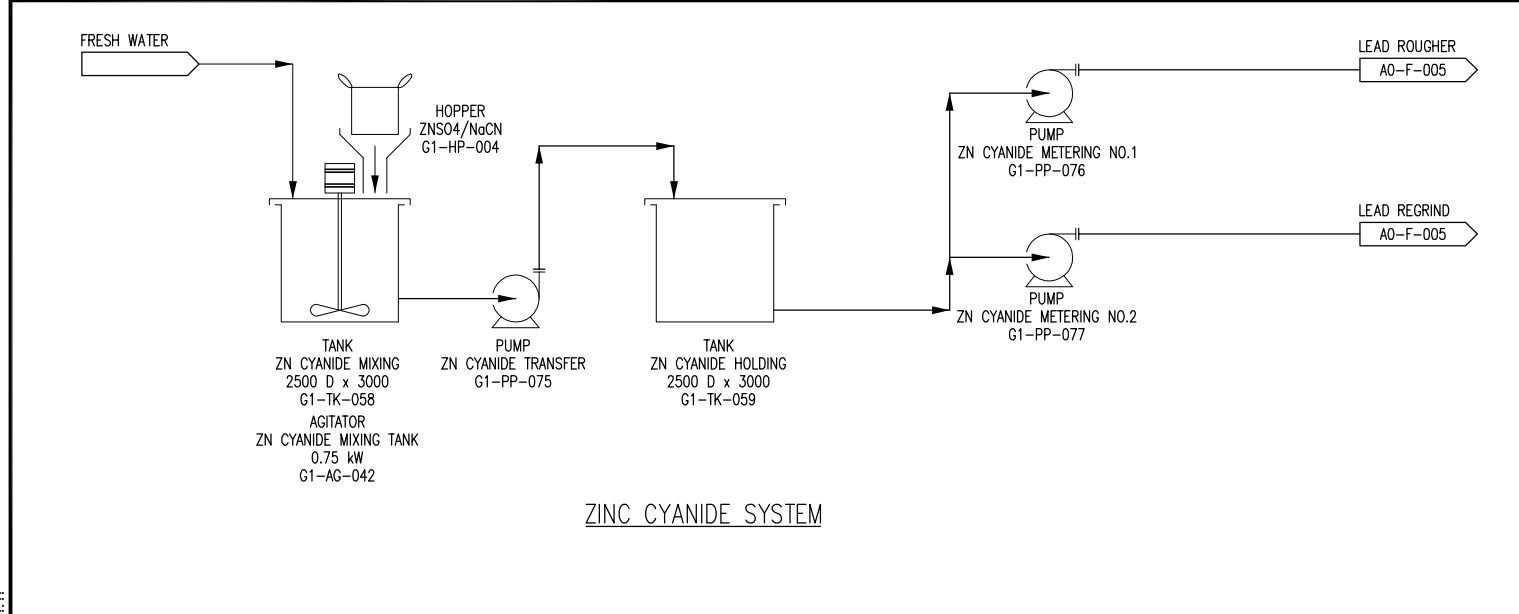 FRESH WATER
HOPPER
ZNSO4/NaCN
G1-HP-004
TANK
ZN CYANIDE MIXING
2500 D x 3000
G1-TK-058
AGITATOR
ZN CYANIDE MIXING TANK
0.75 kW
G1-AG-042
PUMP
ZN CYANIDE TRANSFER
G1-PP-075
TANK
ZN CYANIDE HOLDING
2500 D x 3000
G1-TK-059
PUMP
ZN CYANIDE METERING NO.1
G1-PP-076
LEAD ROUGHER
A0-F-005
PUMP
ZN CYANIDE METERING NO.2
G1-PP-077
LEAD REGRIND
A0-F-005
ZINC CYANIDE SYSTEM